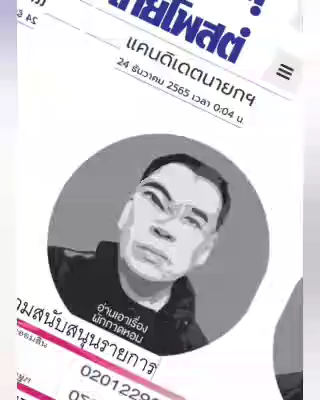 ไทยโพสต์
แคนดิเดตนายกฯ
24 ธันวาคม 2565 เวลา 0:04 น.
อ่านเอาเรื่อง
ผักกาดหอม
วมสนับสนุนรายการ
0201229